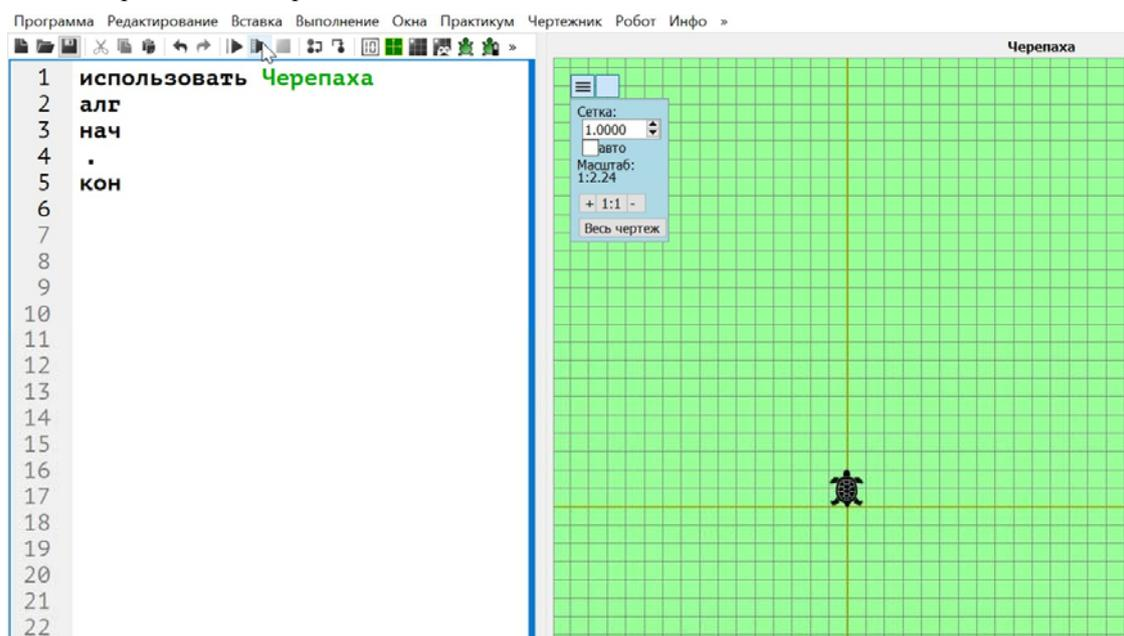 Программа Редактирование Вставка Выполнение Окна Практикум Чертежник Робот Инфо »
Черепаха
1 использовать Черепаха
2 алг
3 нач
4 .
5 кон
6
7
8
9
10
11
12
13
14
15
16
17
18
19
20
21
22
Сетка:
1.0000
авто
Масштаб:
1:2.24
+ 1:1 -
Весь чертеж